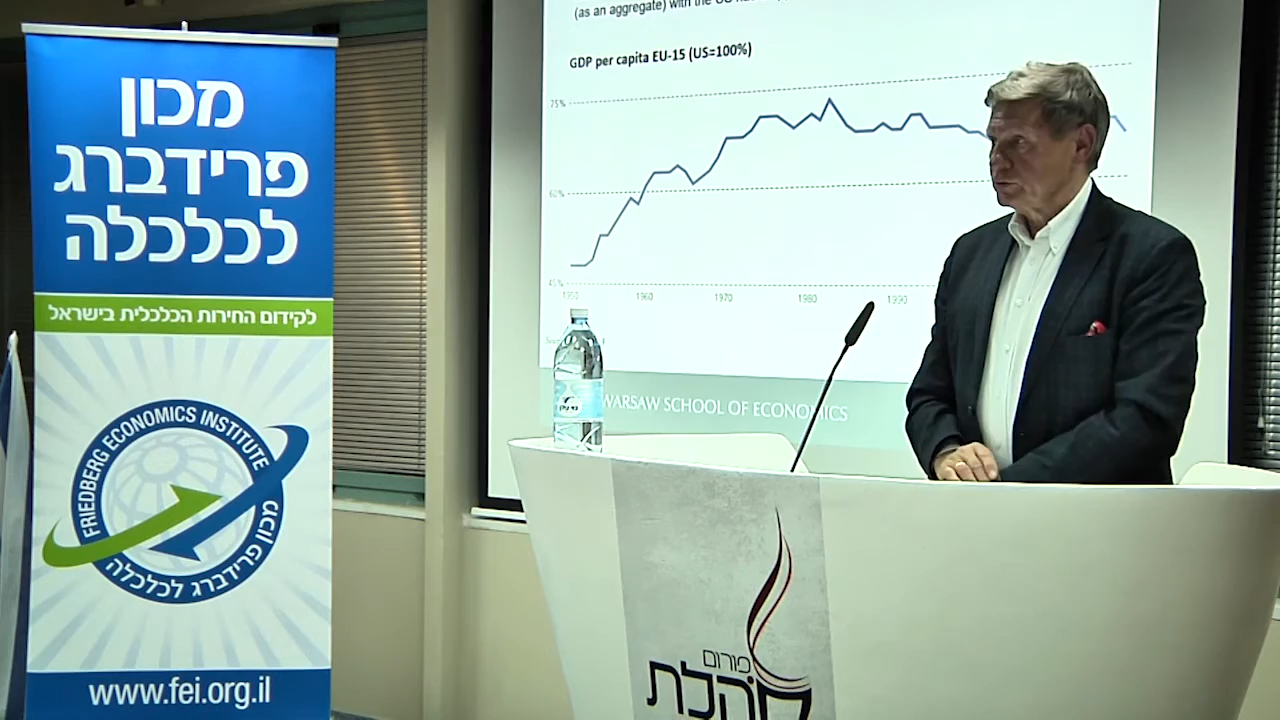 מכון
פרידברג
לכלכלה
לקידום החירות הכלכלית בישראל
FRIEDBERG ECONOMICS INSTITUTE
מכון פרידברג לכלכלה
www.fei.org.il
(as an aggregate) with the
GDP per capita EU-15 (US=100%)
75%
60%
45%
1950 1960 1970 1980 1990
WARSAW SCHOOL OF ECONOMICS
פורום
קהלת